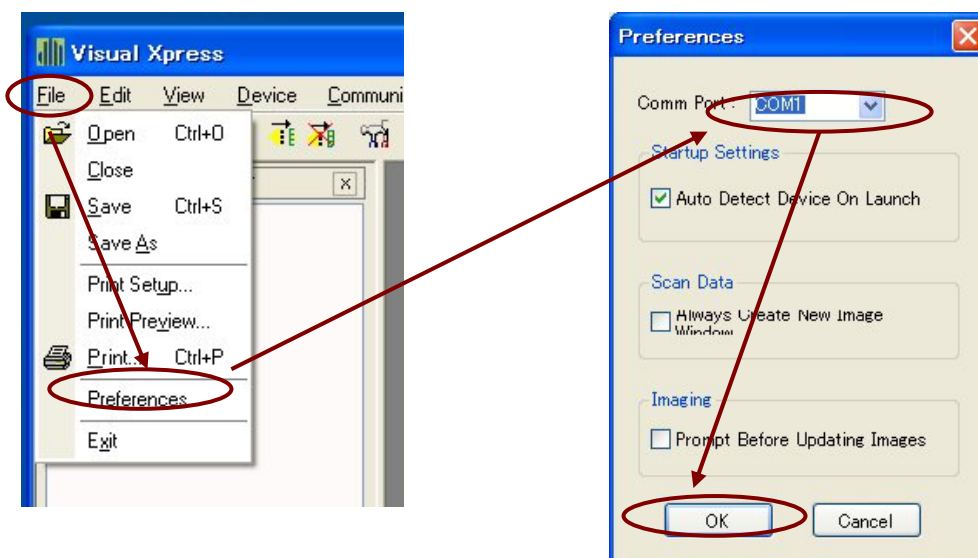 Visual Xpress
File Edit View Device Communi
Open Ctrl+O
Close
Save Ctrl+S
Save As
Print Setup...
Print Preview...
Print... Ctrl+P
Preferences
Exit
Preferences
Comm Port : COM1
Startup Settings
Auto Detect Device On Launch
Scan Data
Always Create New Image
Window
Imaging
Prompt Before Updating Images
OK Cancel